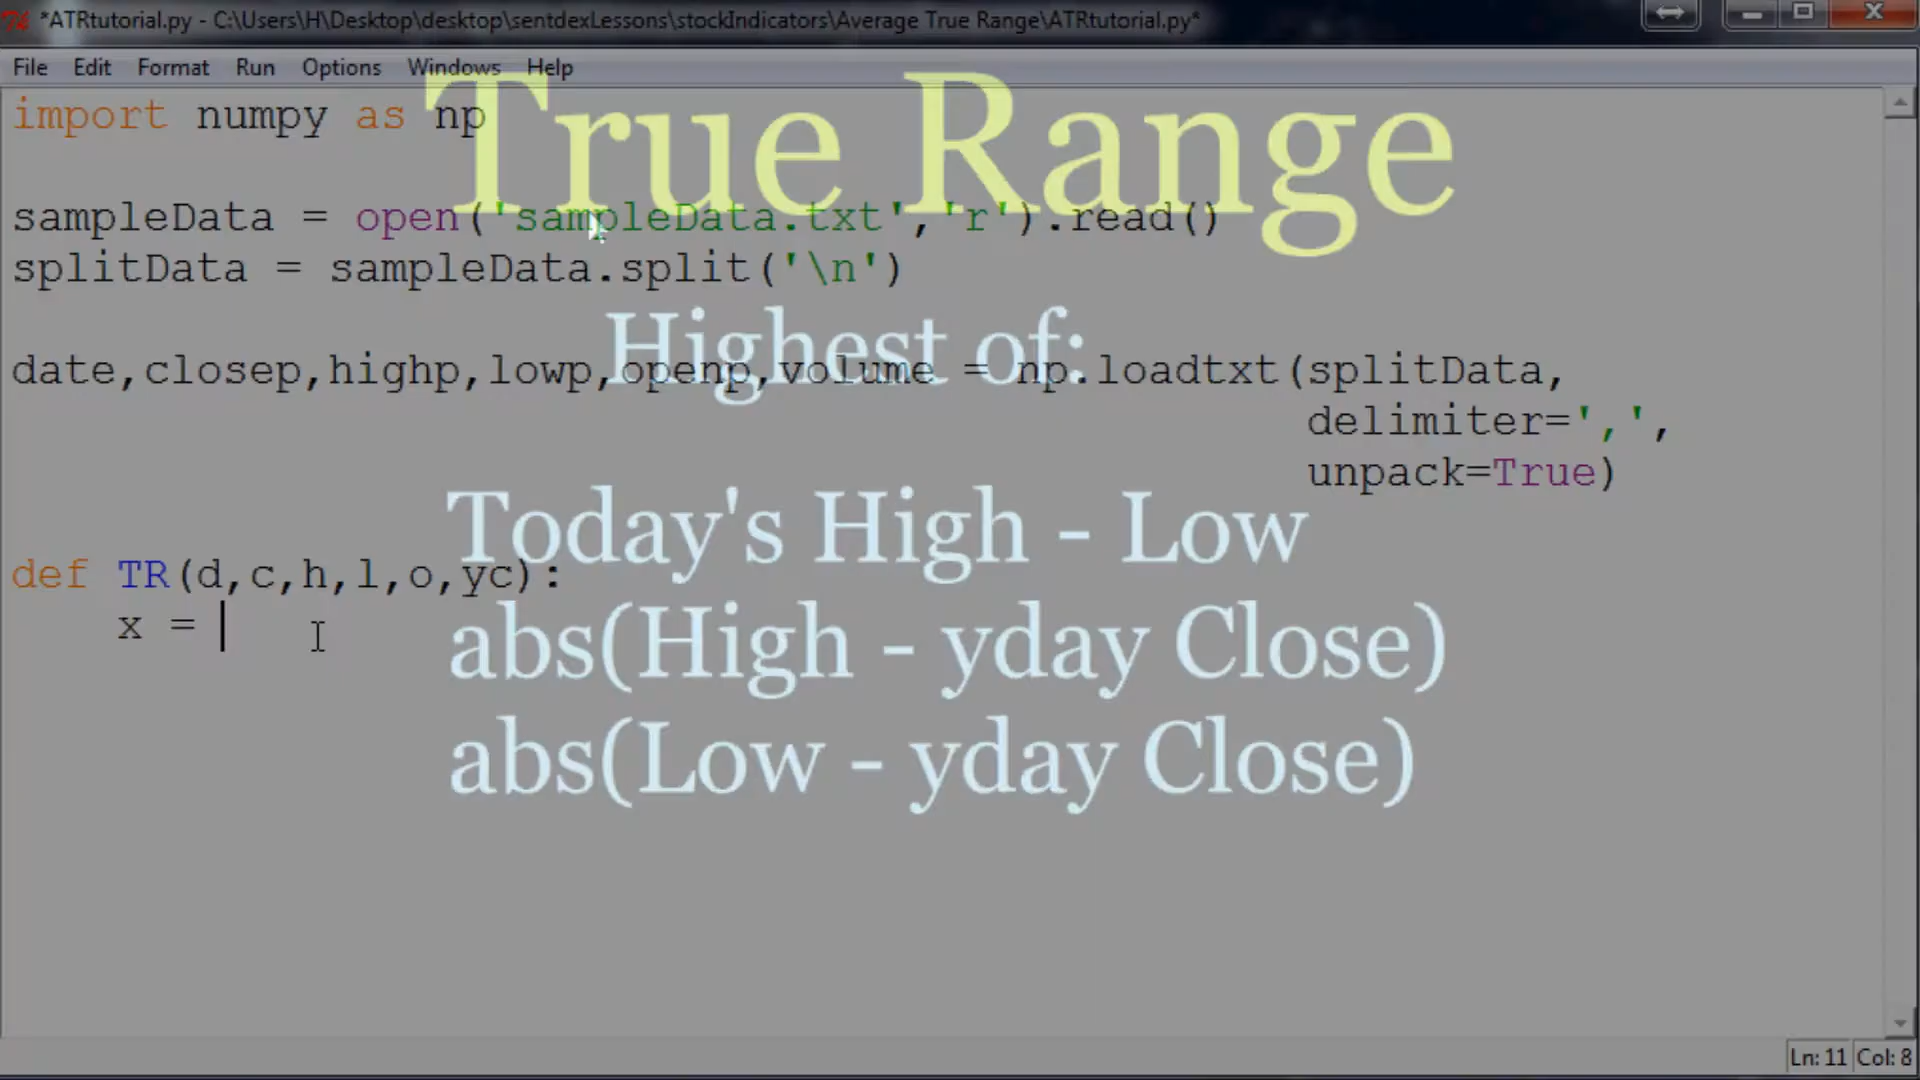 *ATRtutorial.py - C:\Users\H\Desktop\desktop\sentdexLessons\stockIndicators\Average True Range\ATRtutorial.py*
File Edit Format Run Options Windows Help
True Range
import numpy as np
sampleData = open('sampleData.txt','r').read()
splitData = sampleData.split('\n')
Highest of:
date,closep,highp,lowp,openp,volume = np.loadtxt(splitData,
delimiter=',',
unpack=True)
Today's High - Low
def TR(d,c,h,l,o,yc):
x =
abs(High - yday Close)
abs(Low - yday Close)
Ln: 11 Col: 8